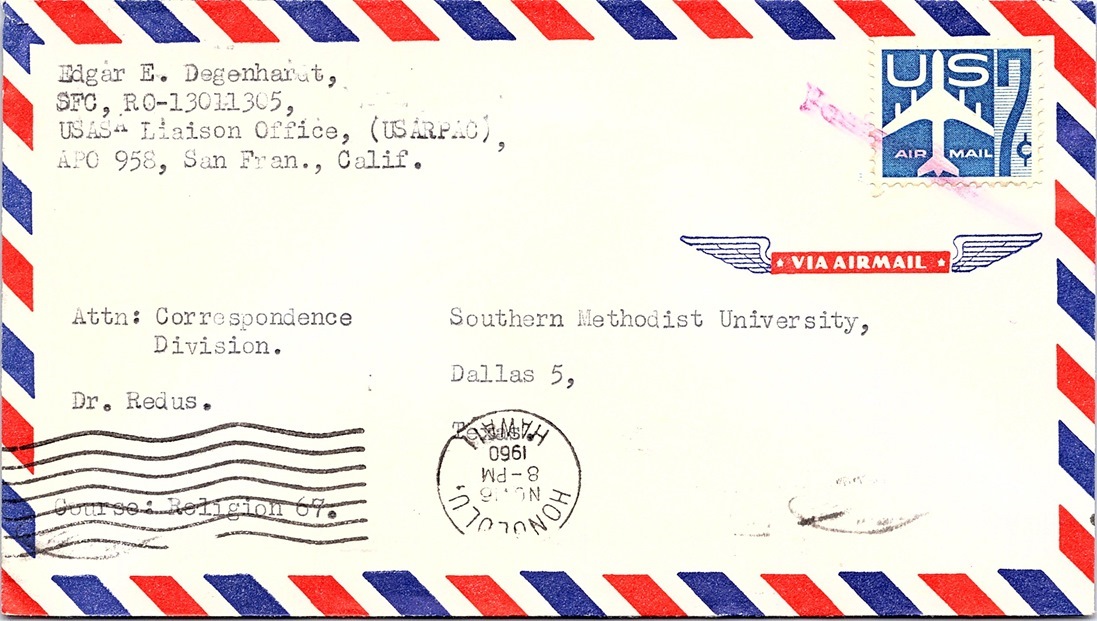 Edgar E. Degenhardt,
SFC, RO-13011305,
USASA Liaison Office, (USARPAC),
APO 958, San Fran., Calif.
US
7¢
AIR MAIL
VIA AIRMAIL
Attn: Correspondence
Division.
Dr. Redus.
Course: Religion 67.
Southern Methodist University,
Dallas 5,
Texas.
HONOLULU
8-PM
1960
HAWAII